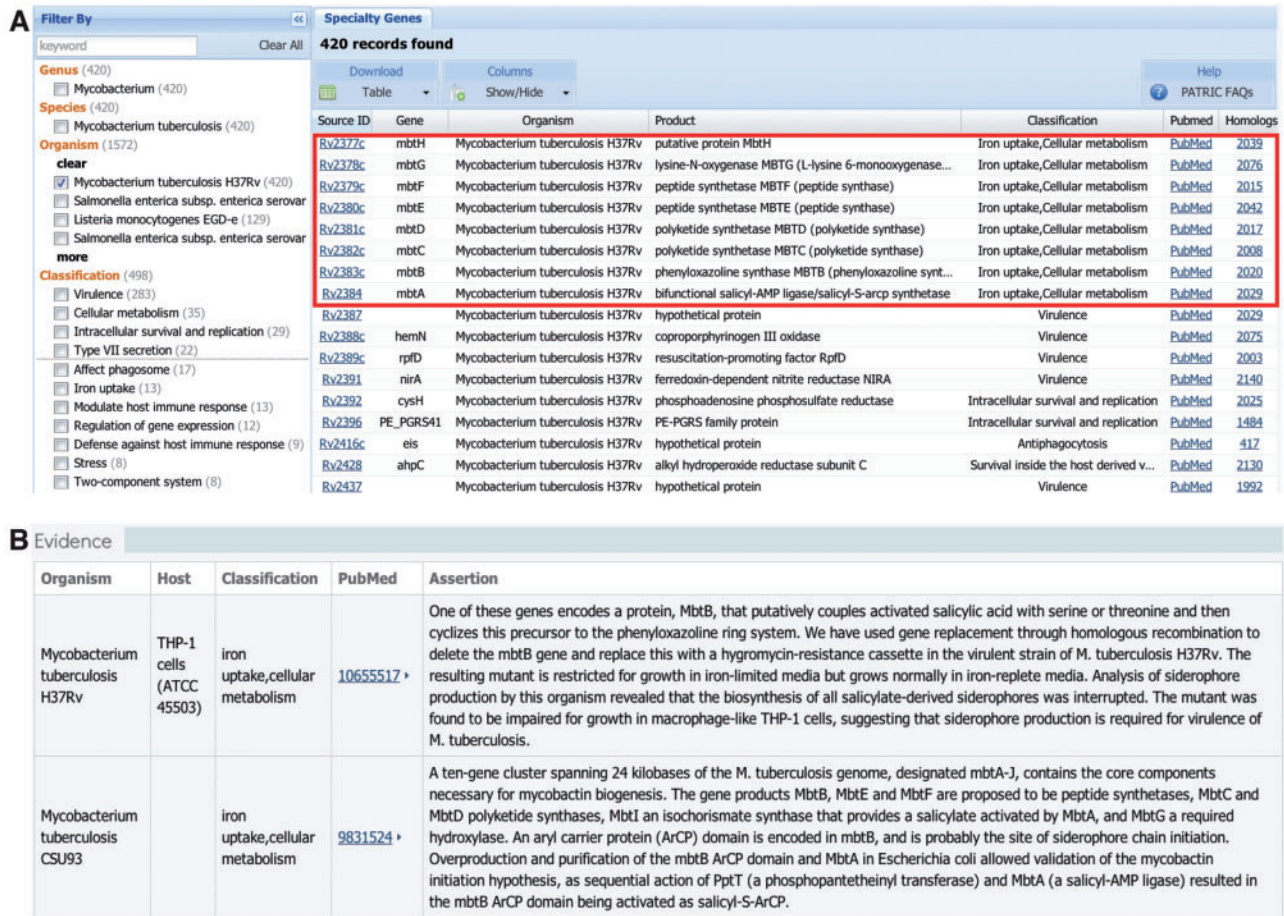 A
Filter By «
keyword Clear All
Genus (420)
Mycobacterium (420)
Species (420)
Mycobacterium tuberculosis (420)
Organism (1572)
clear
Mycobacterium tuberculosis H37Rv (420)
Salmonella enterica subsp. enterica serovar
Listeria monocytogenes EGD-e (129)
Salmonella enterica subsp. enterica serovar
more
Classification (498)
Virulence (283)
Cellular metabolism (35)
Intracellular survival and replication (29)
Type VII secretion (22)
Affect phagosome (17)
Iron uptake (13)
Modulate host immune response (13)
Regulation of gene expression (12)
Defense against host immune response (9)
Stress (8)
Two-component system (8)
Specialty Genes
420 records found
Download Columns Help
Table Show/Hide ? PATRIC FAQs
Source ID Gene Organism Product Classification Pubmed Homologs
Rv2377c mbtH Mycobacterium tuberculosis H37Rv putative protein MbtH Iron uptake,Cellular metabolism PubMed 2039
Rv2378c mbtG Mycobacterium tuberculosis H37Rv lysine-N-oxygenase MBTG (L-lysine 6-monooxygenase... Iron uptake,Cellular metabolism PubMed 2076
Rv2379c mbtF Mycobacterium tuberculosis H37Rv peptide synthetase MBTF (peptide synthase) Iron uptake,Cellular metabolism PubMed 2015
Rv2380c mbtE Mycobacterium tuberculosis H37Rv peptide synthetase MBTE (peptide synthase) Iron uptake,Cellular metabolism PubMed 2042
Rv2381c mbtD Mycobacterium tuberculosis H37Rv polyketide synthetase MBTD (polyketide synthase) Iron uptake,Cellular metabolism PubMed 2017
Rv2382c mbtC Mycobacterium tuberculosis H37Rv polyketide synthetase MBTC (polyketide synthase) Iron uptake,Cellular metabolism PubMed 2008
Rv2383c mbtB Mycobacterium tuberculosis H37Rv phenyloxazoline synthase MBTB (phenyloxazoline synt... Iron uptake,Cellular metabolism PubMed 2020
Rv2384 mbtA Mycobacterium tuberculosis H37Rv bifunctional salicyl-AMP ligase/salicyl-S-arcp synthetase Iron uptake,Cellular metabolism PubMed 2029
Rv2387 Mycobacterium tuberculosis H37Rv hypothetical protein Virulence PubMed 2029
Rv2388c hemN Mycobacterium tuberculosis H37Rv coproporphyrinogen III oxidase Virulence PubMed 2075
Rv2389c rpfD Mycobacterium tuberculosis H37Rv resuscitation-promoting factor RpfD Virulence PubMed 2003
Rv2391 nirA Mycobacterium tuberculosis H37Rv ferredoxin-dependent nitrite reductase NIRA Virulence PubMed 2140
Rv2392 cysH Mycobacterium tuberculosis H37Rv phosphoadenosine phosphosulfate reductase Intracellular survival and replication PubMed 2025
Rv2396 PE_PGRS41 Mycobacterium tuberculosis H37Rv PE-PGRS family protein Intracellular survival and replication PubMed 1484
Rv2416c eis Mycobacterium tuberculosis H37Rv hypothetical protein Antiphagocytosis PubMed 417
Rv2428 ahpC Mycobacterium tuberculosis H37Rv alkyl hydroperoxide reductase subunit C Survival inside the host derived v... PubMed 2130
Rv2437 Mycobacterium tuberculosis H37Rv hypothetical protein Virulence PubMed 1992
B Evidence
Organism Host Classification PubMed Assertion
Mycobacterium
tuberculosis
H37Rv
THP-1
cells
(ATCC
45503)
iron
uptake,cellular
metabolism
10655517
One of these genes encodes a protein, MbtB, that putatively couples activated salicylic acid with serine or threonine and then
cyclizes this precursor to the phenyloxazoline ring system. We have used gene replacement through homologous recombination to
delete the mbtB gene and replace this with a hygromycin-resistance cassette in the virulent strain of M. tuberculosis H37Rv. The
resulting mutant is restricted for growth in iron-limited media but grows normally in iron-replete media. Analysis of siderophore
production by this organism revealed that the biosynthesis of all salicylate-derived siderophores was interrupted. The mutant was
found to be impaired for growth in macrophage-like THP-1 cells, suggesting that siderophore production is required for virulence of
M. tuberculosis.
Mycobacterium
tuberculosis
CSU93
iron
uptake,cellular
metabolism
9831524
A ten-gene cluster spanning 24 kilobases of the M. tuberculosis genome, designated mbtA-J, contains the core components
necessary for mycobactin biogenesis. The gene products MbtB, MbtE and MbtF are proposed to be peptide synthetases, MbtC and
MbtD polyketide synthases, MbtI an isochorismate synthase that provides a salicylate activated by MbtA, and MbtG a required
hydroxylase. An aryl carrier protein (ArCP) domain is encoded in mbtB, and is probably the site of siderophore chain initiation.
Overproduction and purification of the mbtB ArCP domain and MbtA in Escherichia coli allowed validation of the mycobactin
initiation hypothesis, as sequential action of PptT (a phosphopantetheinyl transferase) and MbtA (a salicyl-AMP ligase) resulted in
the mbtB ArCP domain being activated as salicyl-S-ArCP.